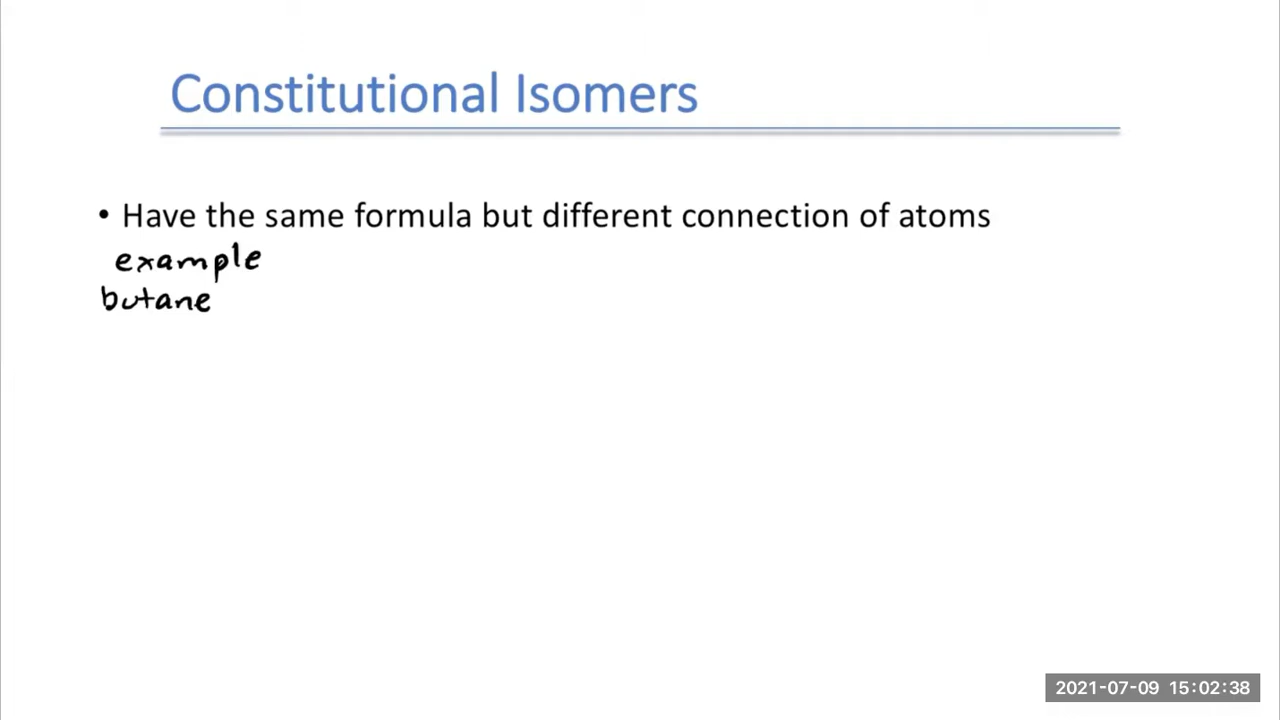 Constitutional Isomers
• Have the same formula but different connection of atoms
example
butane
2021-07-09 15:02:38